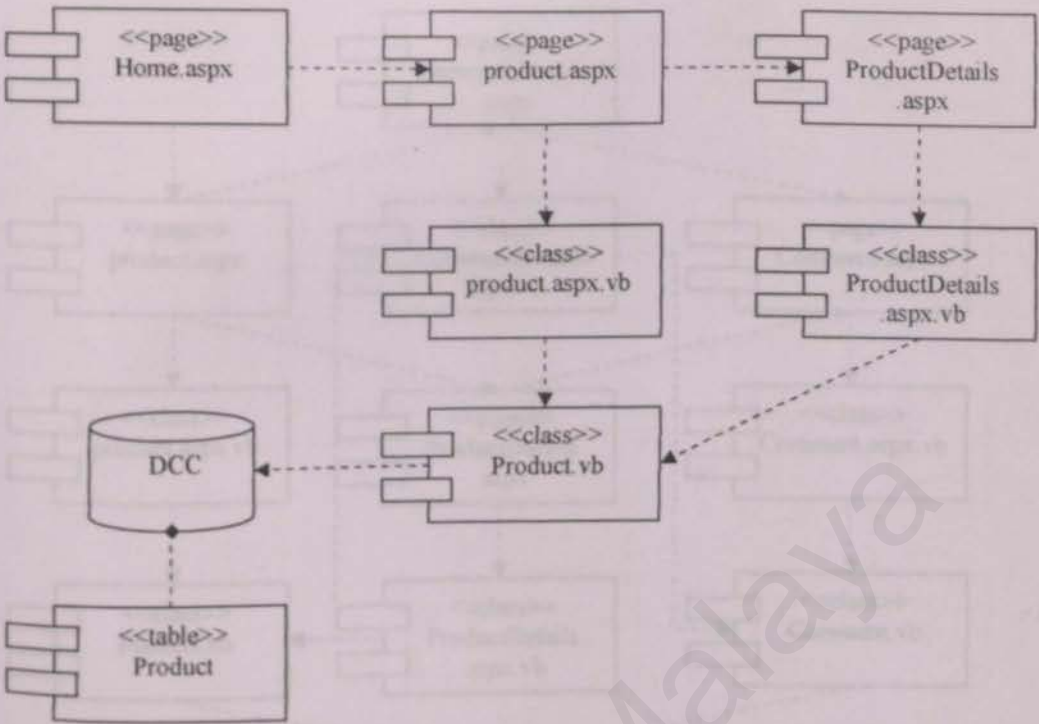 <<page>>
Home.aspx
<<page>>
product.aspx
<<page>>
ProductDetails
.aspx
<<class>>
product.aspx.vb
<<class>>
ProductDetails
.aspx.vb
DCC
<<class>>
Product.vb
<<table>>
Product
Malaya